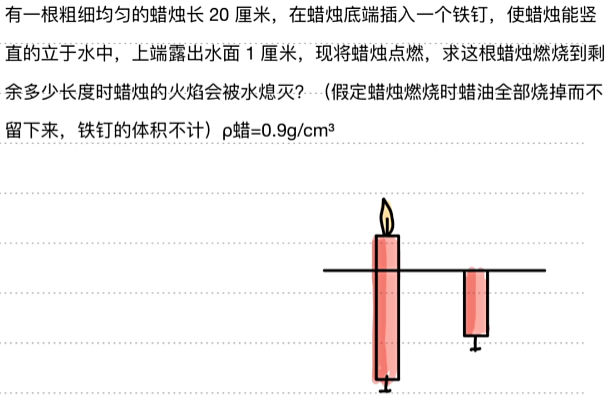 有一根粗细均匀的蜡烛长 20 厘米，在蜡烛底端插入一个铁钉，使蜡烛能竖
直的立于水中，上端露出水面 1 厘米，现将蜡烛点燃，求这根蜡烛燃烧到剩
余多少长度时蜡烛的火焰会被水熄灭？（假定蜡烛燃烧时蜡油全部烧掉而不
留下来，铁钉的体积不计）ρ蜡=0.9g/cm³